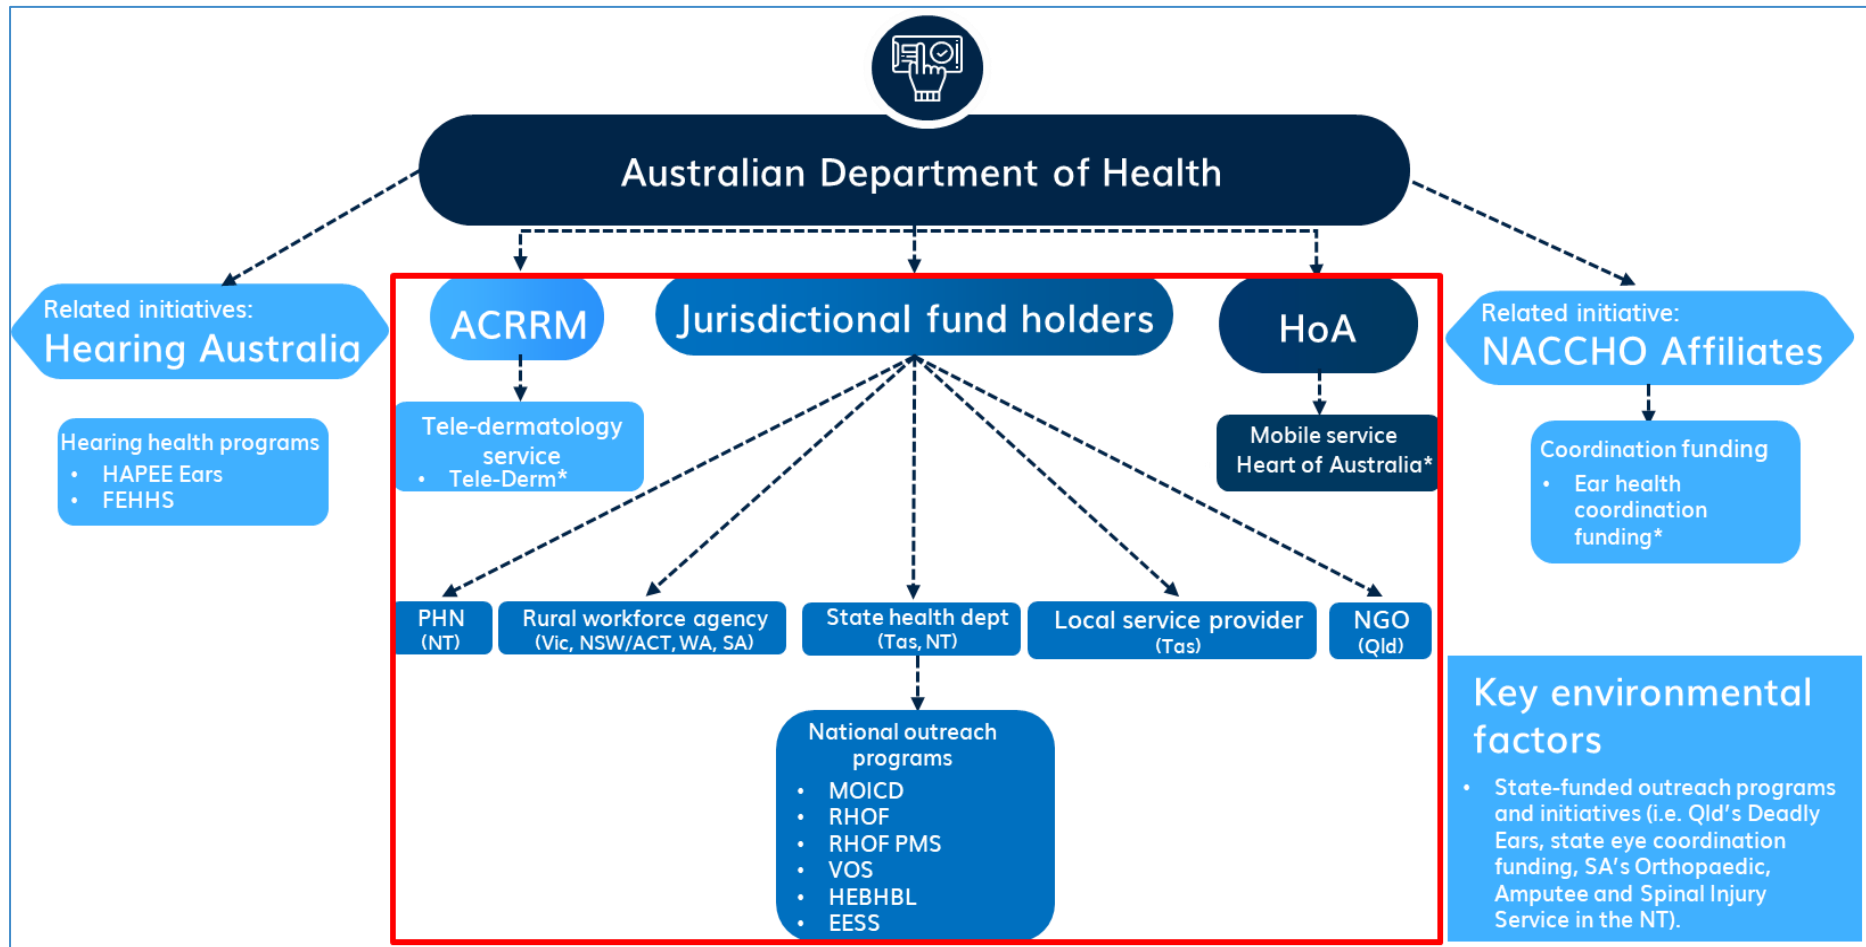 Australian Department of Health
Related initiatives:
Hearing Australia
ACRRM
Jurisdictional fund holders
HoA
Related initiative:
NACCHO Affiliates
Hearing health programs
• HAPEE Ears
• FEHHS
Tele-dermatology
service
• Tele-Derm*
Mobile service
Heart of Australia*
Coordination funding
• Ear health
coordination
funding*
PHN
(NT)
Rural workforce agency
(Vic, NSW/ACT, WA, SA)
State health dept
(Tas, NT)
Local service provider
(Tas)
NGO
(Qld)
National outreach
programs
• MOICD
• RHOF
• RHOF PMS
• VOS
• HEBHBL
• EESS
Key environmental
factors
• State-funded outreach programs
and initiatives (i.e. Qld's Deadly
Ears, state eye coordination
funding, SA's Orthopaedic,
Amputee and Spinal Injury
Service in the NT).